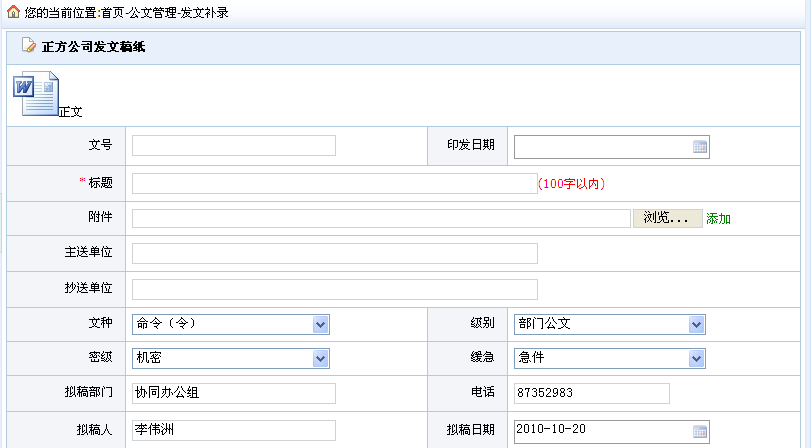 您的当前位置:首页-公文管理-发文补录
正方公司发文稿纸
W
正文
文号 印发日期
* 标题 (100字以内)
附件 浏览... 添加
主送单位
抄送单位
文种 命令（令） 级别 部门公文
密级 机密 缓急 急件
拟稿部门 协同办公组 电话 87352983
拟稿人 李伟洲 拟稿日期 2010-10-20